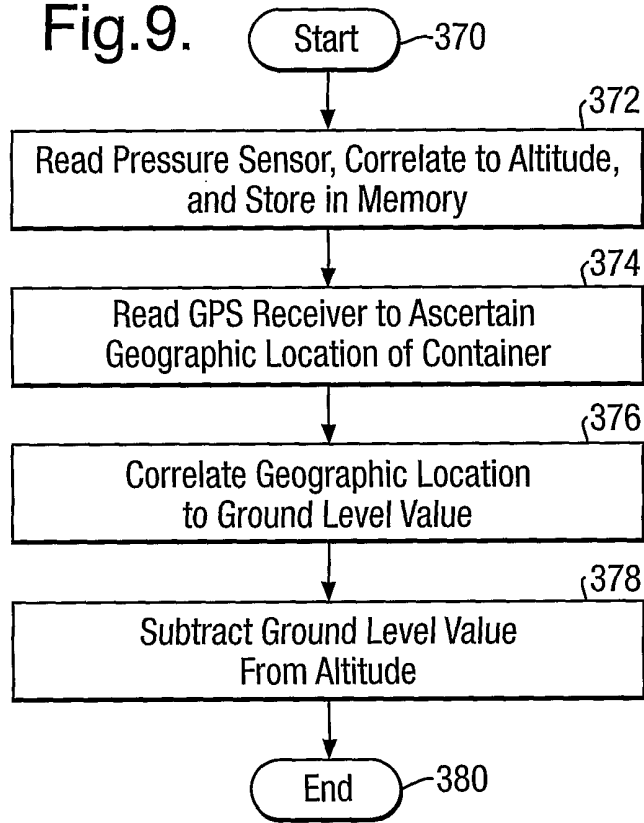 Fig.9.
Start
370
372
Read Pressure Sensor, Correlate to Altitude,
and Store in Memory
374
Read GPS Receiver to Ascertain
Geographic Location of Container
376
Correlate Geographic Location
to Ground Level Value
378
Subtract Ground Level Value
From Altitude
End
380